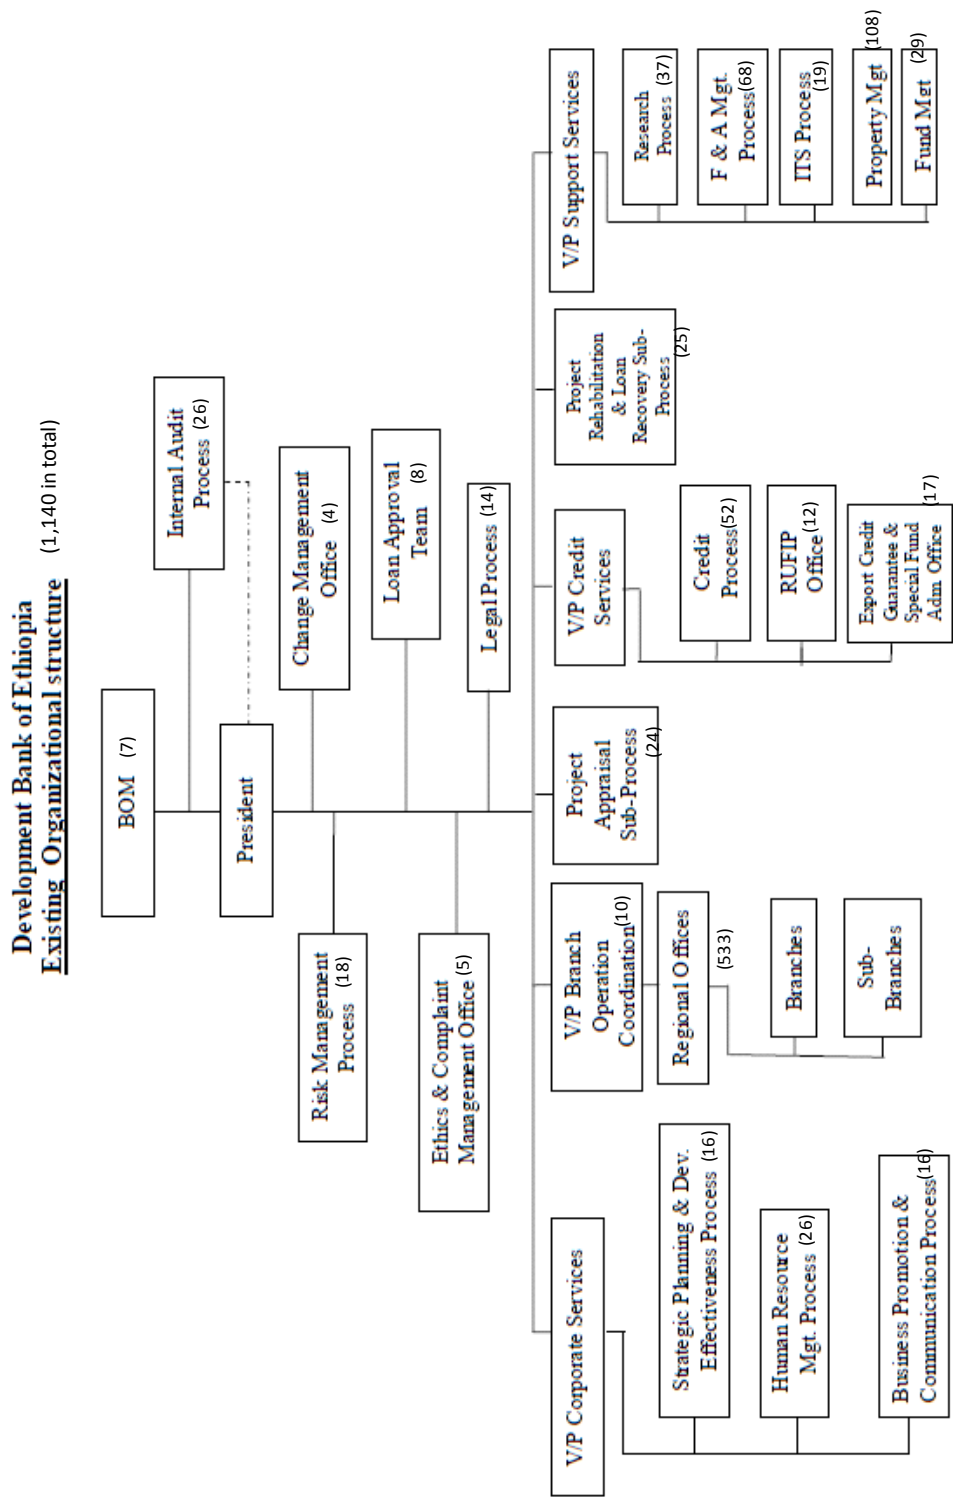 Development Bank of Ethiopia
Existing Organizational structure (1,140 in total)
BOM (7)
Internal Audit
Process (26)
President
Change Management
Office (4)
Risk Management
Process (18)
Loan Approval
Team (8)
Ethics & Complaint
Management Office (5)
Legal Process (14)
V/P Corporate Services
Strategic Planning & Dev.
Effectiveness Process (16)
Human Resource
Mgt. Process (26)
Business Promotion &
Communication Process (16)
V/P Branch
Operation
Coordination (10)
Regional Offices
(533)
Branches
Sub-
Branches
Project
Appraisal
Sub-Process
(24)
V/P Credit
Services
Credit
Process (52)
RUFIP
Office (12)
Export Credit
Guarantee &
Special Fund
Adm. Office
(17)
Project
Rehabilitation
& Loan
Recovery Sub-
Process
(25)
V/P Support Services
Research
Process (37)
F & A Mgt.
Process (68)
ITS Process
(19)
Property Mgt (108)
Fund Mgt (29)